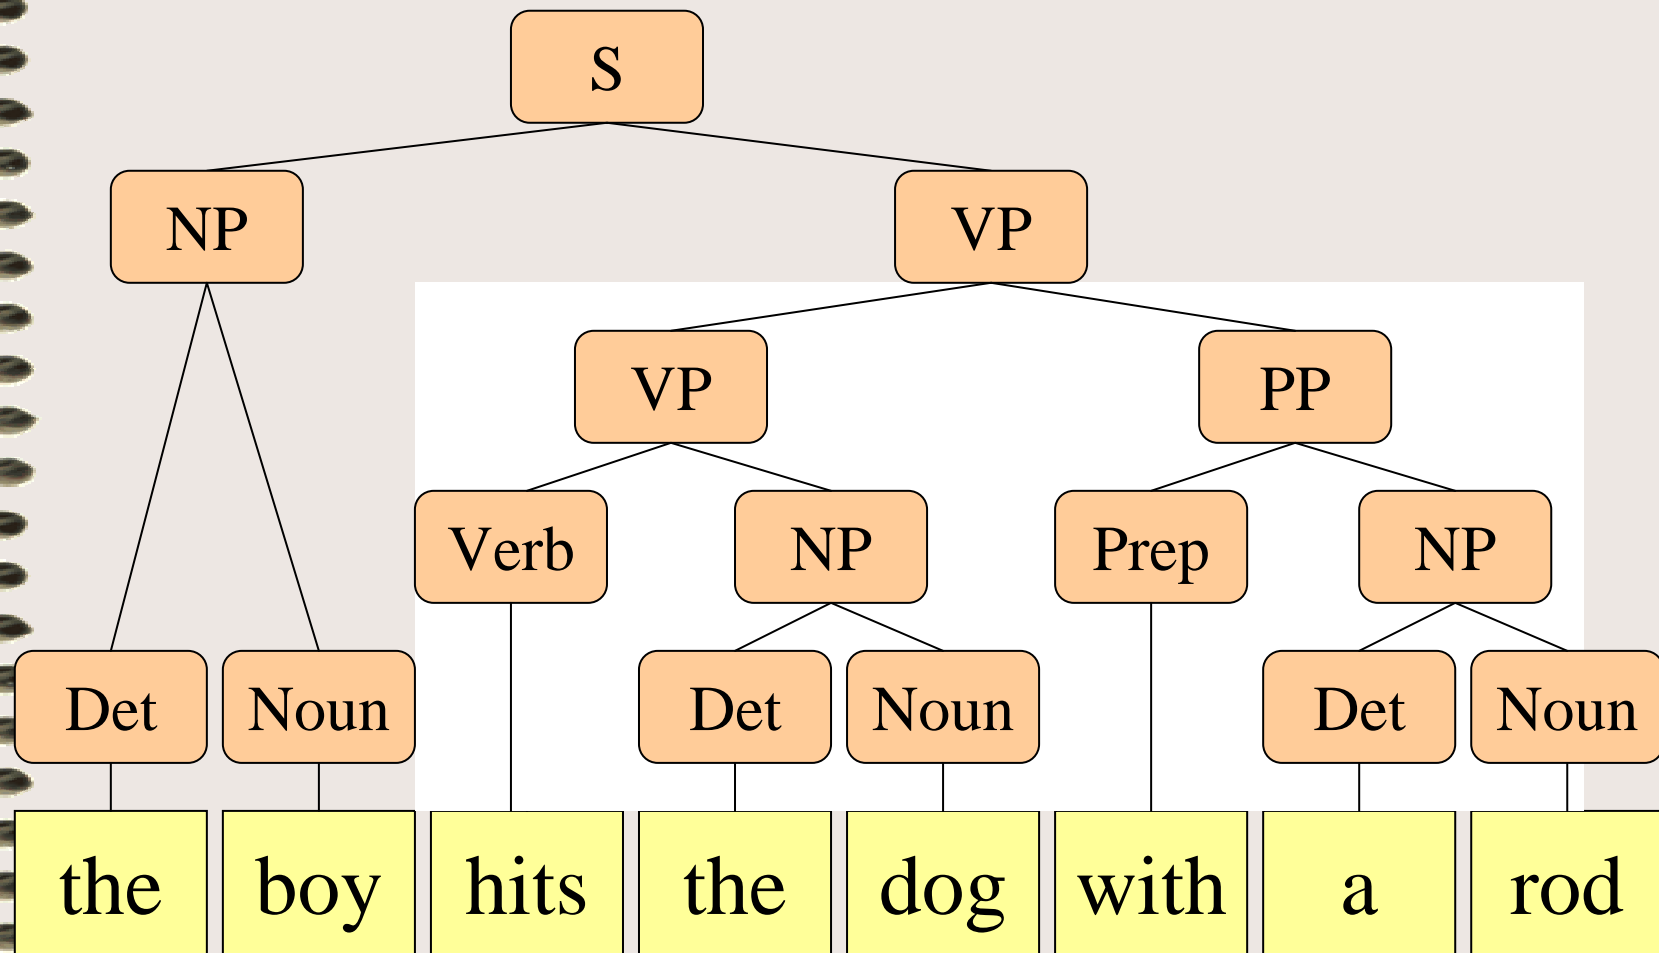 S
NP VP
VP PP
Verb NP Prep NP
Det Noun Det Noun Det Noun
the boy hits the dog with a rod